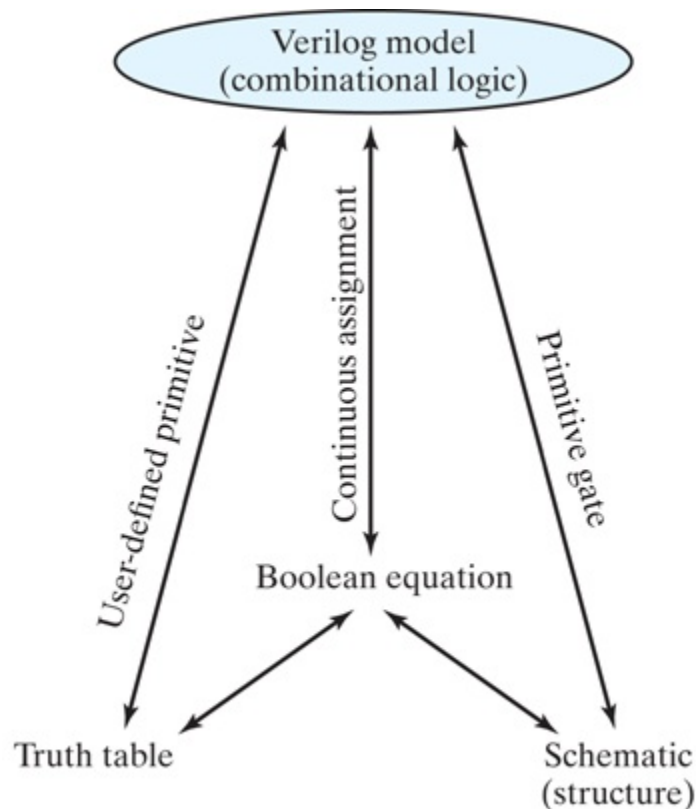 Verilog model
(combinational logic)
User-defined primitive
Continuous assignment
Primitive gate
Boolean equation
Truth table
Schematic
(structure)